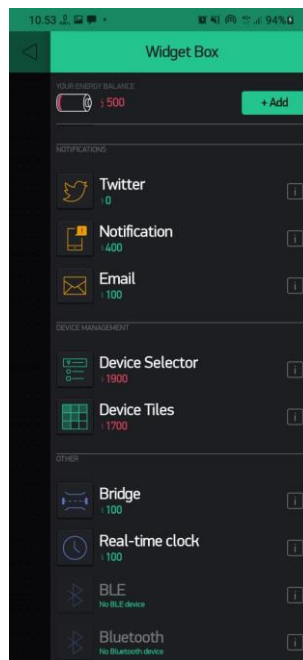 10.53
94%
Widget Box
YOUR ENERGY BALANCE
500
+ Add
NOTIFICATIONS
Twitter
0
Notification
400
Email
100
DEVICE MANAGEMENT
Device Selector
1900
Device Tiles
1700
OTHER
Bridge
100
Real-time clock
100
BLE
No BLE device
Bluetooth
No Bluetooth device